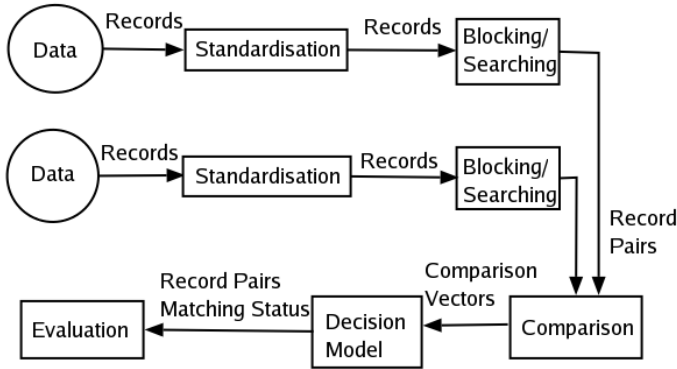 Data
Records
Standardisation
Records
Blocking/
Searching
Data
Records
Standardisation
Records
Blocking/
Searching
Record
Pairs
Evaluation
Record Pairs
Matching Status
Decision
Model
Comparison
Vectors
Comparison